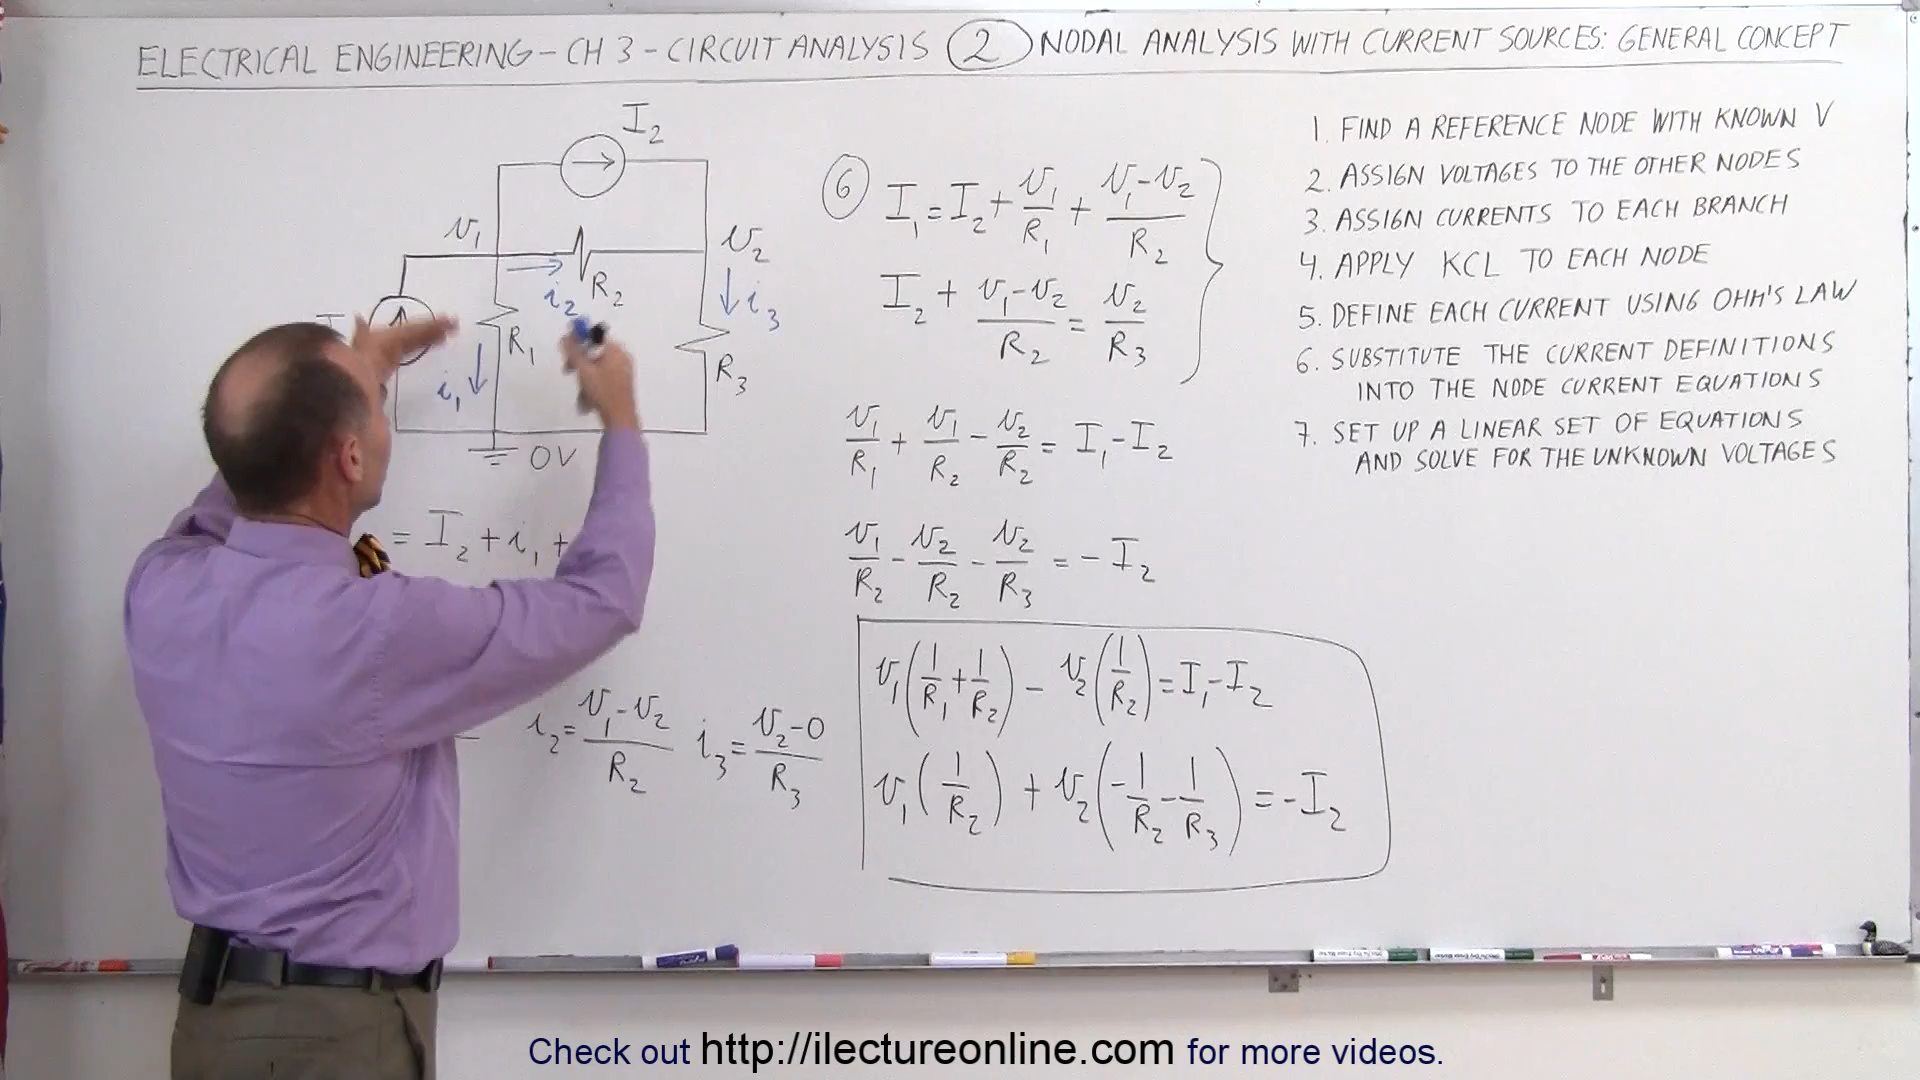 ELECTRICAL ENGINEERING – CH 3 – CIRCUIT ANALYSIS (2) NODAL ANALYSIS WITH CURRENT SOURCES: GENERAL CONCEPT
I₂
v₁
v₂
R₂
i₂
i₃
R₁
i₁
R₃
0V
= I₂ + i₁ +
i₂ = (v₁ - v₂)/R₂ i₃ = (v₂ - 0)/R₃
(6) I₁ = I₂ + v₁/R₁ + (v₁ - v₂)/R₂
I₂ + (v₁ - v₂)/R₂ = v₂/R₃
v₁/R₁ + v₁/R₂ - v₂/R₂ = I₁ - I₂
v₁/R₂ - v₂/R₂ - v₂/R₃ = - I₂
v₁(1/R₁ + 1/R₂) - v₂(1/R₂) = I₁ - I₂
v₁(1/R₂) + v₂(-1/R₂ - 1/R₃) = -I₂
1. FIND A REFERENCE NODE WITH KNOWN V
2. ASSIGN VOLTAGES TO THE OTHER NODES
3. ASSIGN CURRENTS TO EACH BRANCH
4. APPLY KCL TO EACH NODE
5. DEFINE EACH CURRENT USING OHH'S LAW
6. SUBSTITUTE THE CURRENT DEFINITIONS
INTO THE NODE CURRENT EQUATIONS
7. SET UP A LINEAR SET OF EQUATIONS
AND SOLVE FOR THE UNKNOWN VOLTAGES
Check out http://ilectureonline.com for more videos.